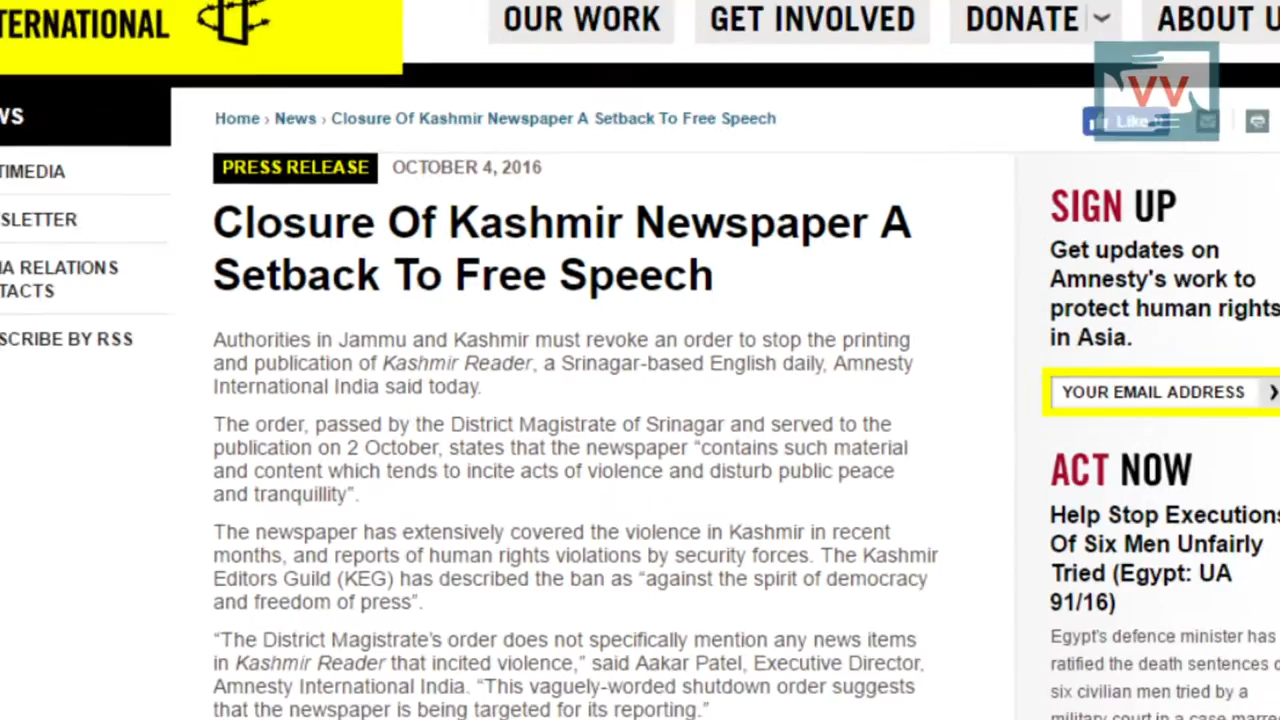 TERNATIONAL
OUR WORK
GET INVOLVED
DONATE
ABOUT U
VV
Like
WS
TIMEDIA
SLETTER
IA RELATIONS
TACTS
SCRIBE BY RSS
Home › News › Closure Of Kashmir Newspaper A Setback To Free Speech
PRESS RELEASE OCTOBER 4, 2016
Closure Of Kashmir Newspaper A
Setback To Free Speech
Authorities in Jammu and Kashmir must revoke an order to stop the printing
and publication of Kashmir Reader, a Srinagar-based English daily, Amnesty
International India said today.
The order, passed by the District Magistrate of Srinagar and served to the
publication on 2 October, states that the newspaper “contains such material
and content which tends to incite acts of violence and disturb public peace
and tranquillity”.
The newspaper has extensively covered the violence in Kashmir in recent
months, and reports of human rights violations by security forces. The Kashmir
Editors Guild (KEG) has described the ban as “against the spirit of democracy
and freedom of press”.
“The District Magistrate’s order does not specifically mention any news items
in Kashmir Reader that incited violence,” said Aakar Patel, Executive Director,
Amnesty International India. “This vaguely-worded shutdown order suggests
that the newspaper is being targeted for its reporting.”
SIGN UP
Get updates on
Amnesty's work to
protect human rights
in Asia.
YOUR EMAIL ADDRESS
ACT NOW
Help Stop Executions
Of Six Men Unfairly
Tried (Egypt: UA
91/16)
Egypt's defence minister has
ratified the death sentences o
six civilian men tried by a
military court in a case marre